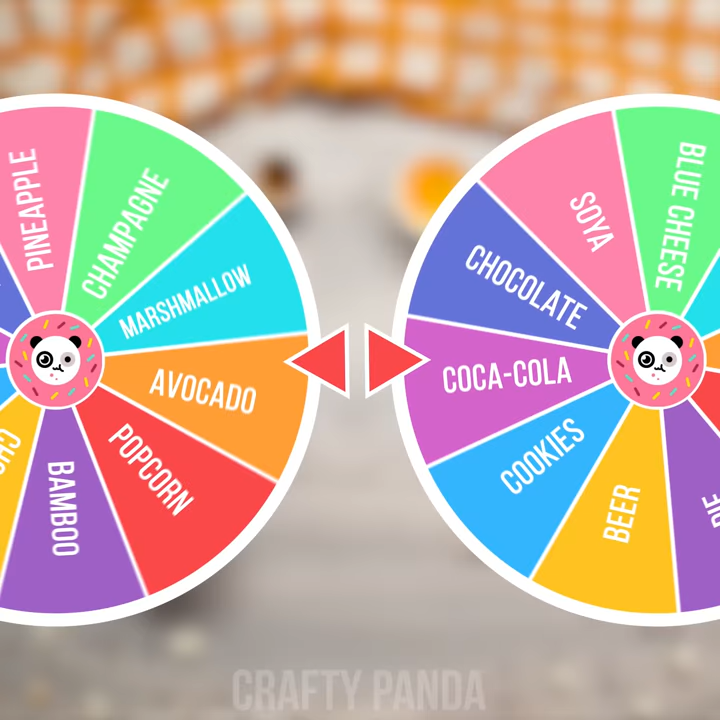 PINEAPPLE
CHAMPAGNE
MARSHMALLOW
AVOCADO
POPCORN
BAMBOO
BLUE CHEESE
SOYA
CHOCOLATE
COCA-COLA
COOKIES
BEER
CRAFTY PANDA